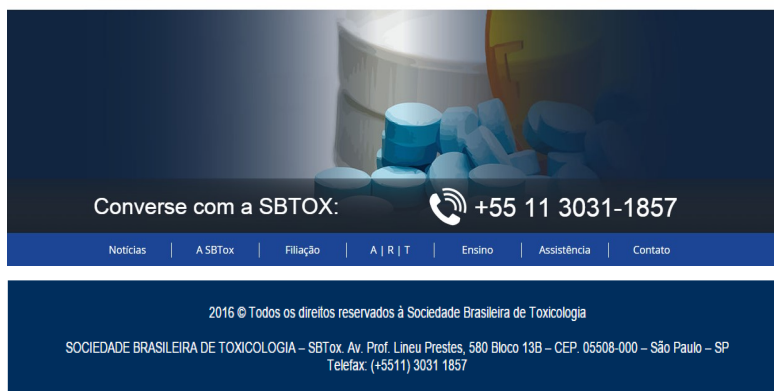 Converse com a SBTOX: +55 11 3031-1857
Notícias | A SBTox | Filiação | A | R | T | Ensino | Assistência | Contato
2016 © Todos os direitos reservados à Sociedade Brasileira de Toxicologia
SOCIEDADE BRASILEIRA DE TOXICOLOGIA – SBTox. Av. Prof. Lineu Prestes, 580 Bloco 13B – CEP. 05508-000 – São Paulo – SP
Telefax: (+5511) 3031 1857